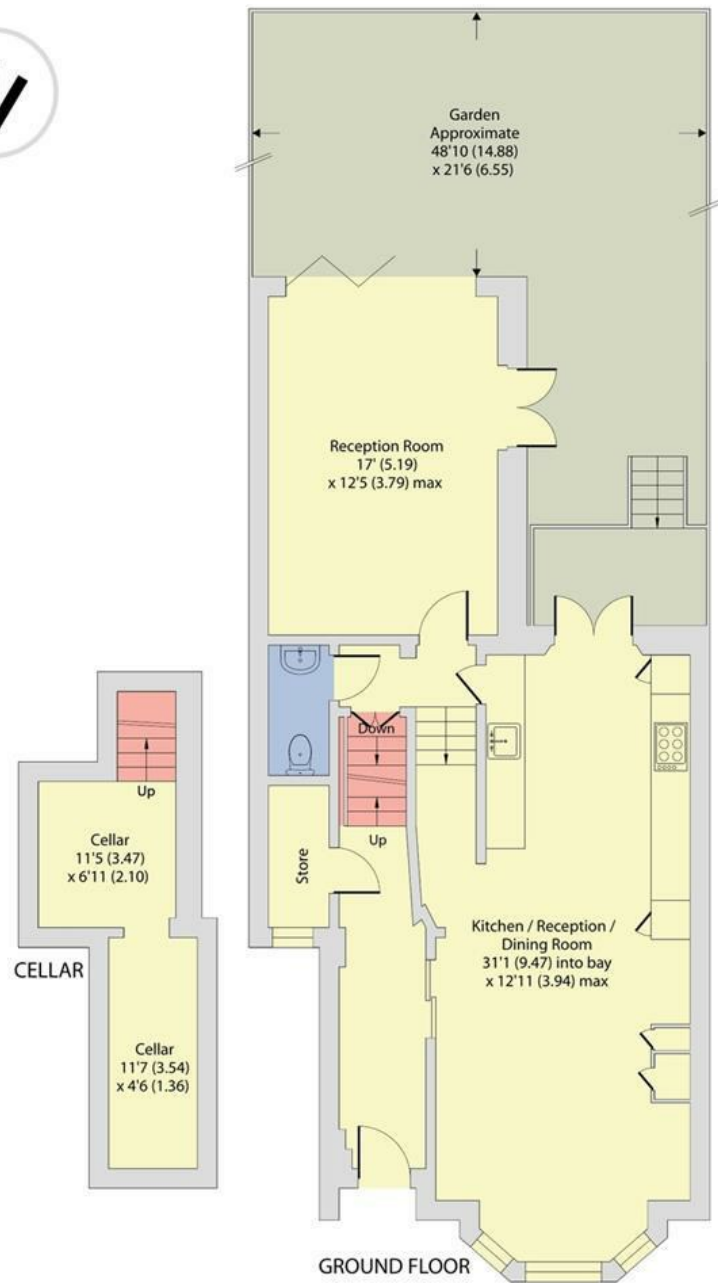 Garden
Approximate
48'10 (14.88)
x 21'6 (6.55)
Reception Room
17' (5.19)
x 12'5 (3.79) max
Down
Up
Store
Kitchen / Reception /
Dining Room
31'1 (9.47) into bay
x 12'11 (3.94) max
Up
Cellar
11'5 (3.47)
x 6'11 (2.10)
CELLAR
Cellar
11'7 (3.54)
x 4'6 (1.36)
GROUND FLOOR